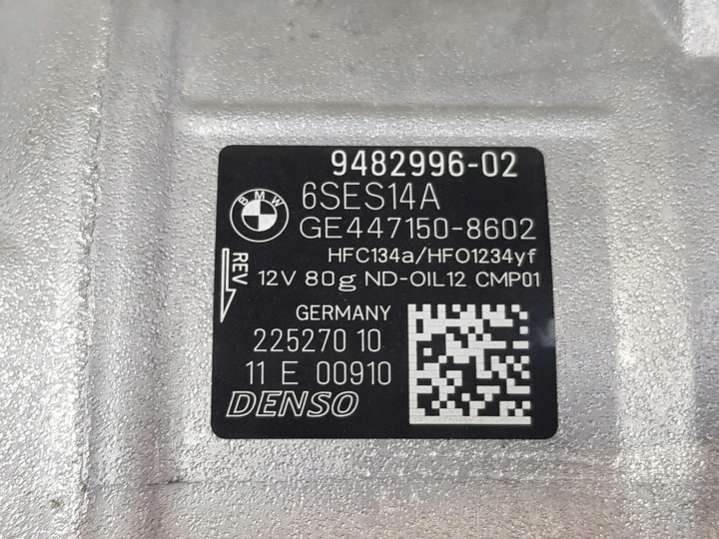 9482996-02
BMW
6SES14A
GE447150-8602
HFC134a/HFO1234yf
REV
12V 80g ND-OIL12 CMP01
GERMANY
225270 10
11 E 00910
DENSO